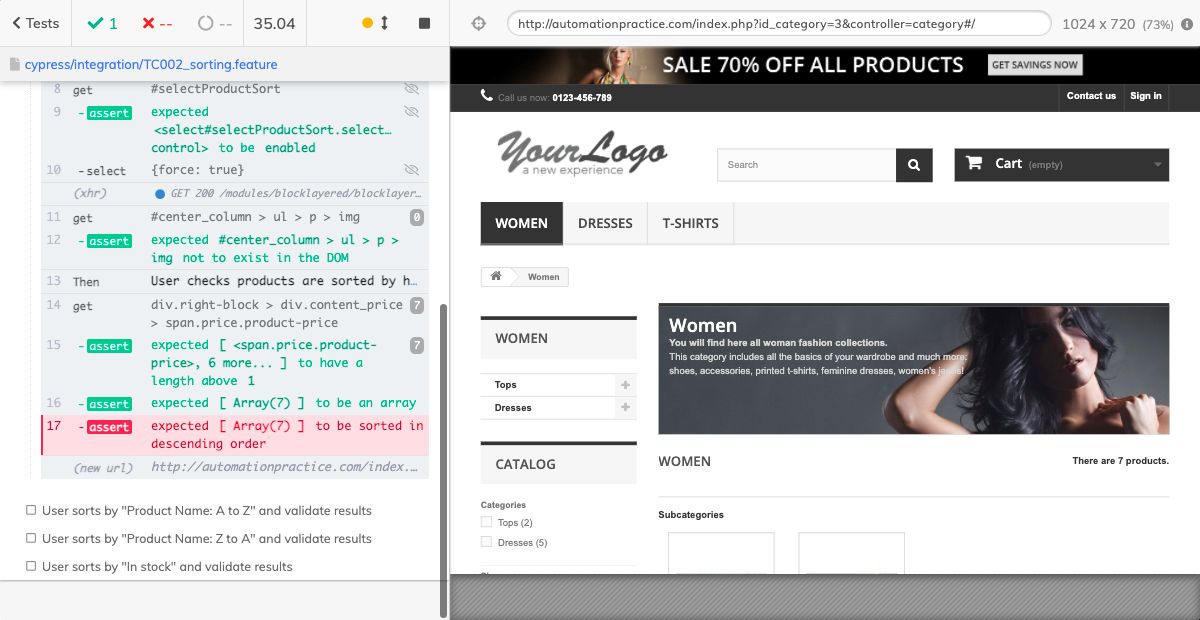 Tests
1
--
--
35.04
http://automationpractice.com/index.php?id_category=3&controller=category#/
1024 x 720 (73%)
cypress/integration/TC002_sorting.feature
8 get #selectProductSort
9 - assert expected
<select#selectProductSort.select…
control> to be enabled
10 - select {force: true}
(xhr) GET 200 /modules/blocklayered/blocklayer…
11 get #center_column > ul > p > img 0
12 - assert expected #center_column > ul > p >
img not to exist in the DOM
13 Then User checks products are sorted by h…
14 get div.right-block > div.content_price 7
> span.price.product-price
15 - assert expected [ <span.price.product- 7
price>, 6 more... ] to have a
length above 1
16 - assert expected [ Array(7) ] to be an array
17 - assert expected [ Array(7) ] to be sorted in
descending order
(new url) http://automationpractice.com/index.…
User sorts by "Product Name: A to Z" and validate results
User sorts by "Product Name: Z to A" and validate results
User sorts by "In stock" and validate results
SALE 70% OFF ALL PRODUCTS
GET SAVINGS NOW
Call us now: 0123-456-789
Contact us
Sign in
YourLogo
a new experience
Search
Cart (empty)
WOMEN
DRESSES
T-SHIRTS
Women
WOMEN
Tops
Dresses
CATALOG
Categories
Tops (2)
Dresses (5)
Women
You will find here all woman fashion collections.
This category includes all the basics of your wardrobe and much more:
shoes, accessories, printed t-shirts, feminine dresses, women's jeans!
WOMEN
There are 7 products.
Subcategories